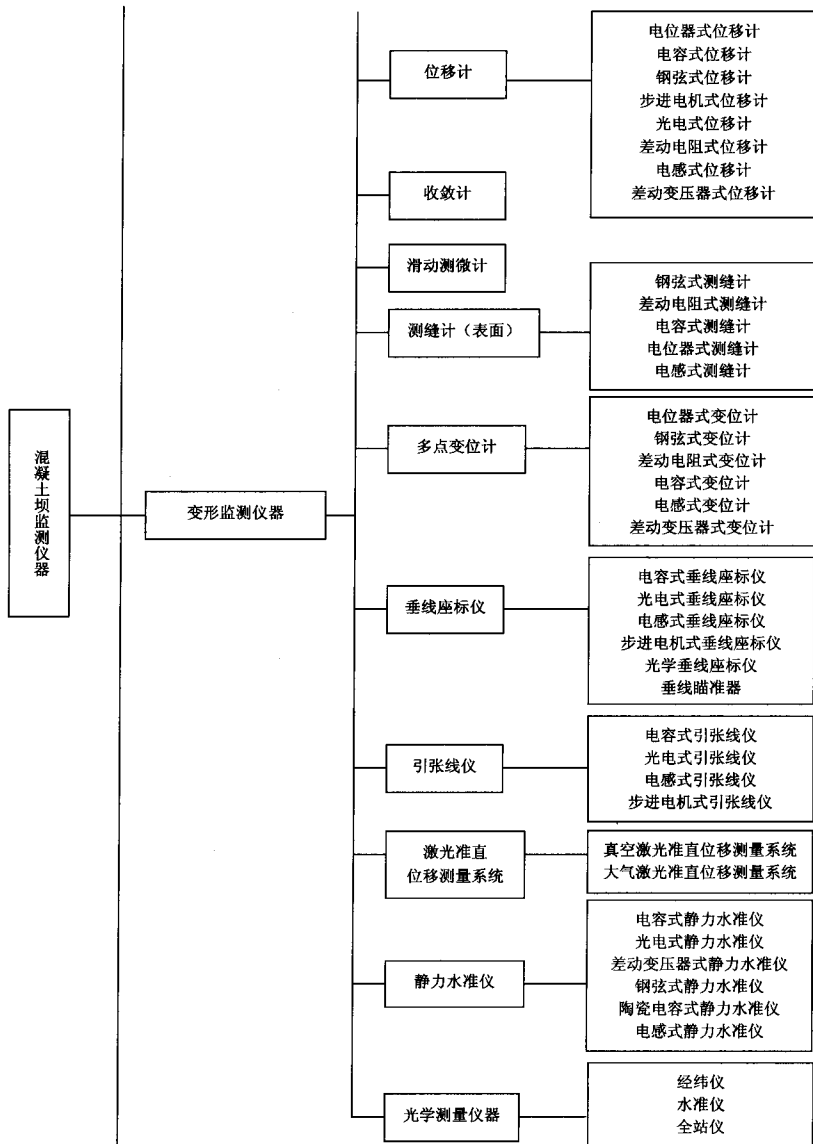 混凝土坝监测仪器
变形监测仪器
位移计
电位器式位移计
电容式位移计
钢弦式位移计
步进电机式位移计
光电式位移计
差动电阻式位移计
电感式位移计
差动变压器式位移计
收敛计
滑动测微计
测缝计（表面）
钢弦式测缝计
差动电阻式测缝计
电容式测缝计
电位器式测缝计
电感式测缝计
多点变位计
电位器式变位计
钢弦式变位计
差动电阻式变位计
电容式变位计
电感式变位计
差动变压器式变位计
垂线座标仪
电容式垂线座标仪
光电式垂线座标仪
电感式垂线座标仪
步进电机式垂线座标仪
光学垂线座标仪
垂线瞄准器
引张线仪
电容式引张线仪
光电式引张线仪
电感式引张线仪
步进电机式引张线仪
激光准直
位移测量系统
真空激光准直位移测量系统
大气激光准直位移测量系统
静力水准仪
电容式静力水准仪
光电式静力水准仪
差动变压器式静力水准仪
钢弦式静力水准仪
陶瓷电容式静力水准仪
电感式静力水准仪
光学测量仪器
经纬仪
水准仪
全站仪